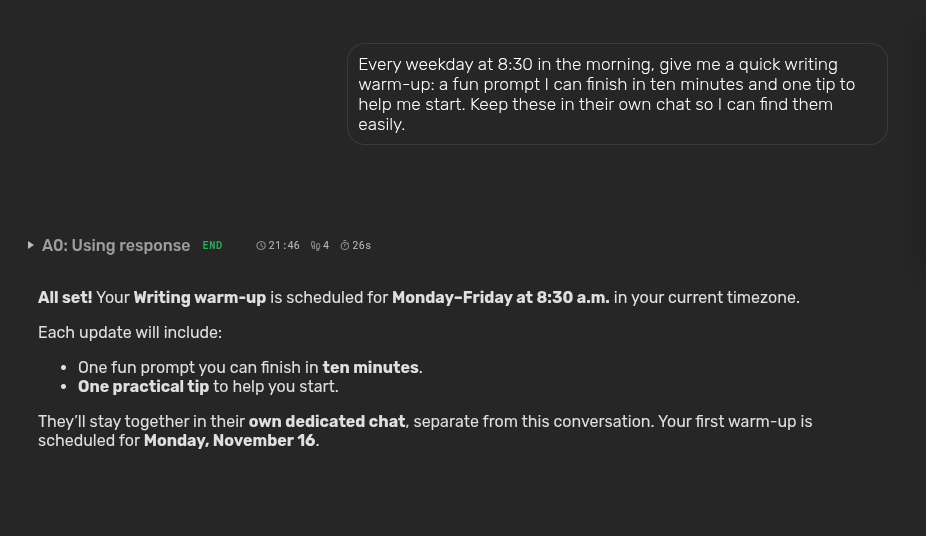 Every weekday at 8:30 in the morning, give me a quick writing
warm-up: a fun prompt I can finish in ten minutes and one tip to
help me start. Keep these in their own chat so I can find them
easily.
A0: Using response END 21:46 4 26s
All set! Your Writing warm-up is scheduled for Monday–Friday at 8:30 a.m. in your current timezone.
Each update will include:
• One fun prompt you can finish in ten minutes.
• One practical tip to help you start.
They’ll stay together in their own dedicated chat, separate from this conversation. Your first warm-up is
scheduled for Monday, November 16.